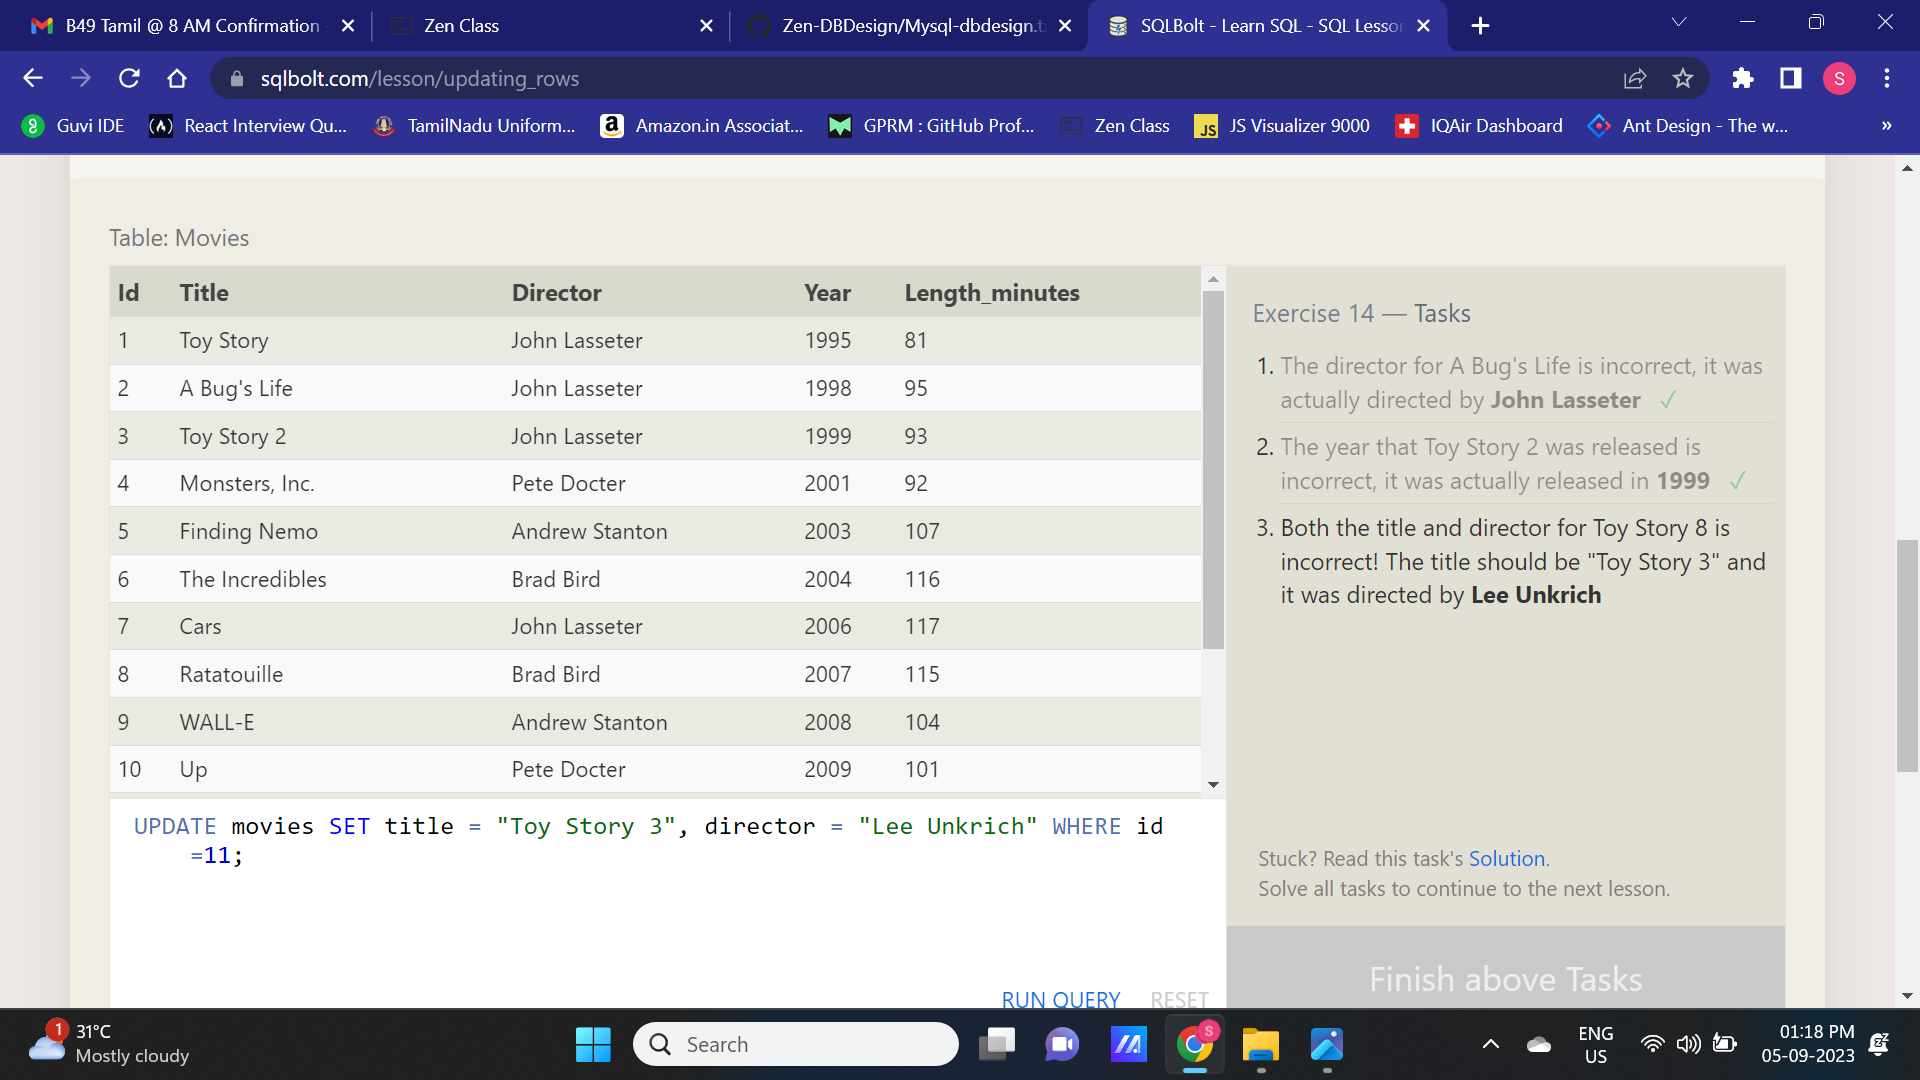 B49 Tamil @ 8 AM Confirmation
Zen Class
Zen-DBDesign/Mysql-dbdesign.t
SQLBolt - Learn SQL - SQL Lesson
sqlbolt.com/lesson/updating_rows
S
Guvi IDE
React Interview Qu...
TamilNadu Uniform...
Amazon.in Associat...
GPRM : GitHub Prof...
Zen Class
JS Visualizer 9000
IQAir Dashboard
Ant Design - The w...
»
Table: Movies
Id Title Director Year Length_minutes
1 Toy Story John Lasseter 1995 81
2 A Bug's Life John Lasseter 1998 95
3 Toy Story 2 John Lasseter 1999 93
4 Monsters, Inc. Pete Docter 2001 92
5 Finding Nemo Andrew Stanton 2003 107
6 The Incredibles Brad Bird 2004 116
7 Cars John Lasseter 2006 117
8 Ratatouille Brad Bird 2007 115
9 WALL-E Andrew Stanton 2008 104
10 Up Pete Docter 2009 101
UPDATE movies SET title = "Toy Story 3", director = "Lee Unkrich" WHERE id
=11;
RUN QUERY RESET
Exercise 14 — Tasks
1. The director for A Bug's Life is incorrect, it was
actually directed by John Lasseter ✓
2. The year that Toy Story 2 was released is
incorrect, it was actually released in 1999 ✓
3. Both the title and director for Toy Story 8 is
incorrect! The title should be "Toy Story 3" and
it was directed by Lee Unkrich
Stuck? Read this task's Solution.
Solve all tasks to continue to the next lesson.
Finish above Tasks
1
31°C
Mostly cloudy
Search
S
ENG
US
01:18 PM
05-09-2023